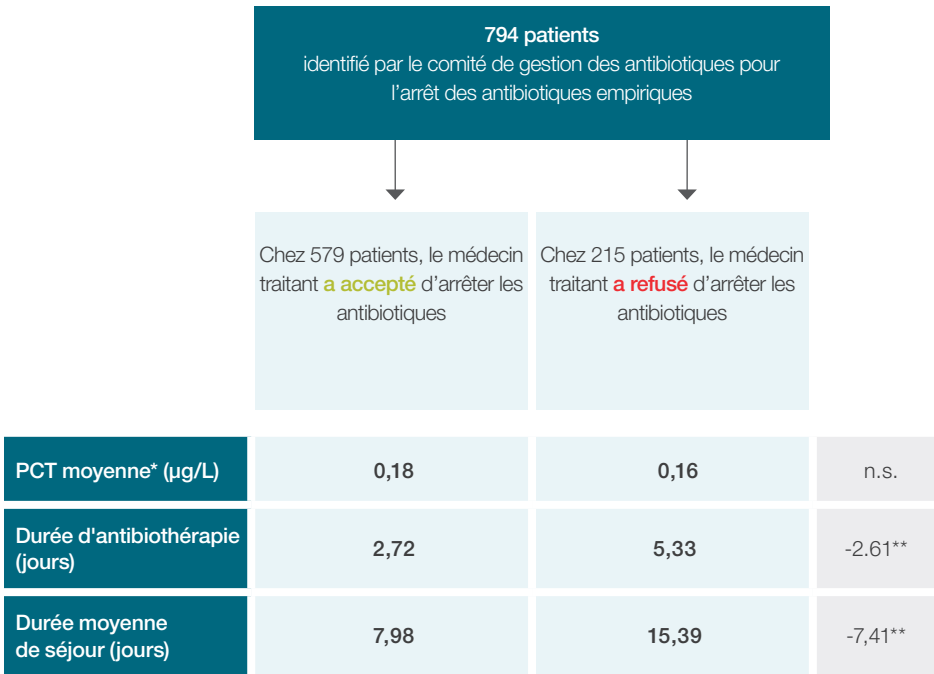 794 patients
identifié par le comité de gestion des antibiotiques pour
l'arrêt des antibiotiques empiriques
Chez 579 patients, le médecin
traitant a accepté d'arrêter les
antibiotiques
Chez 215 patients, le médecin
traitant a refusé d'arrêter les
antibiotiques
PCT moyenne* (µg/L)
0,18
0,16
n.s.
Durée d'antibiothérapie
(jours)
2,72
5,33
-2.61**
Durée moyenne
de séjour (jours)
7,98
15,39
-7,41**